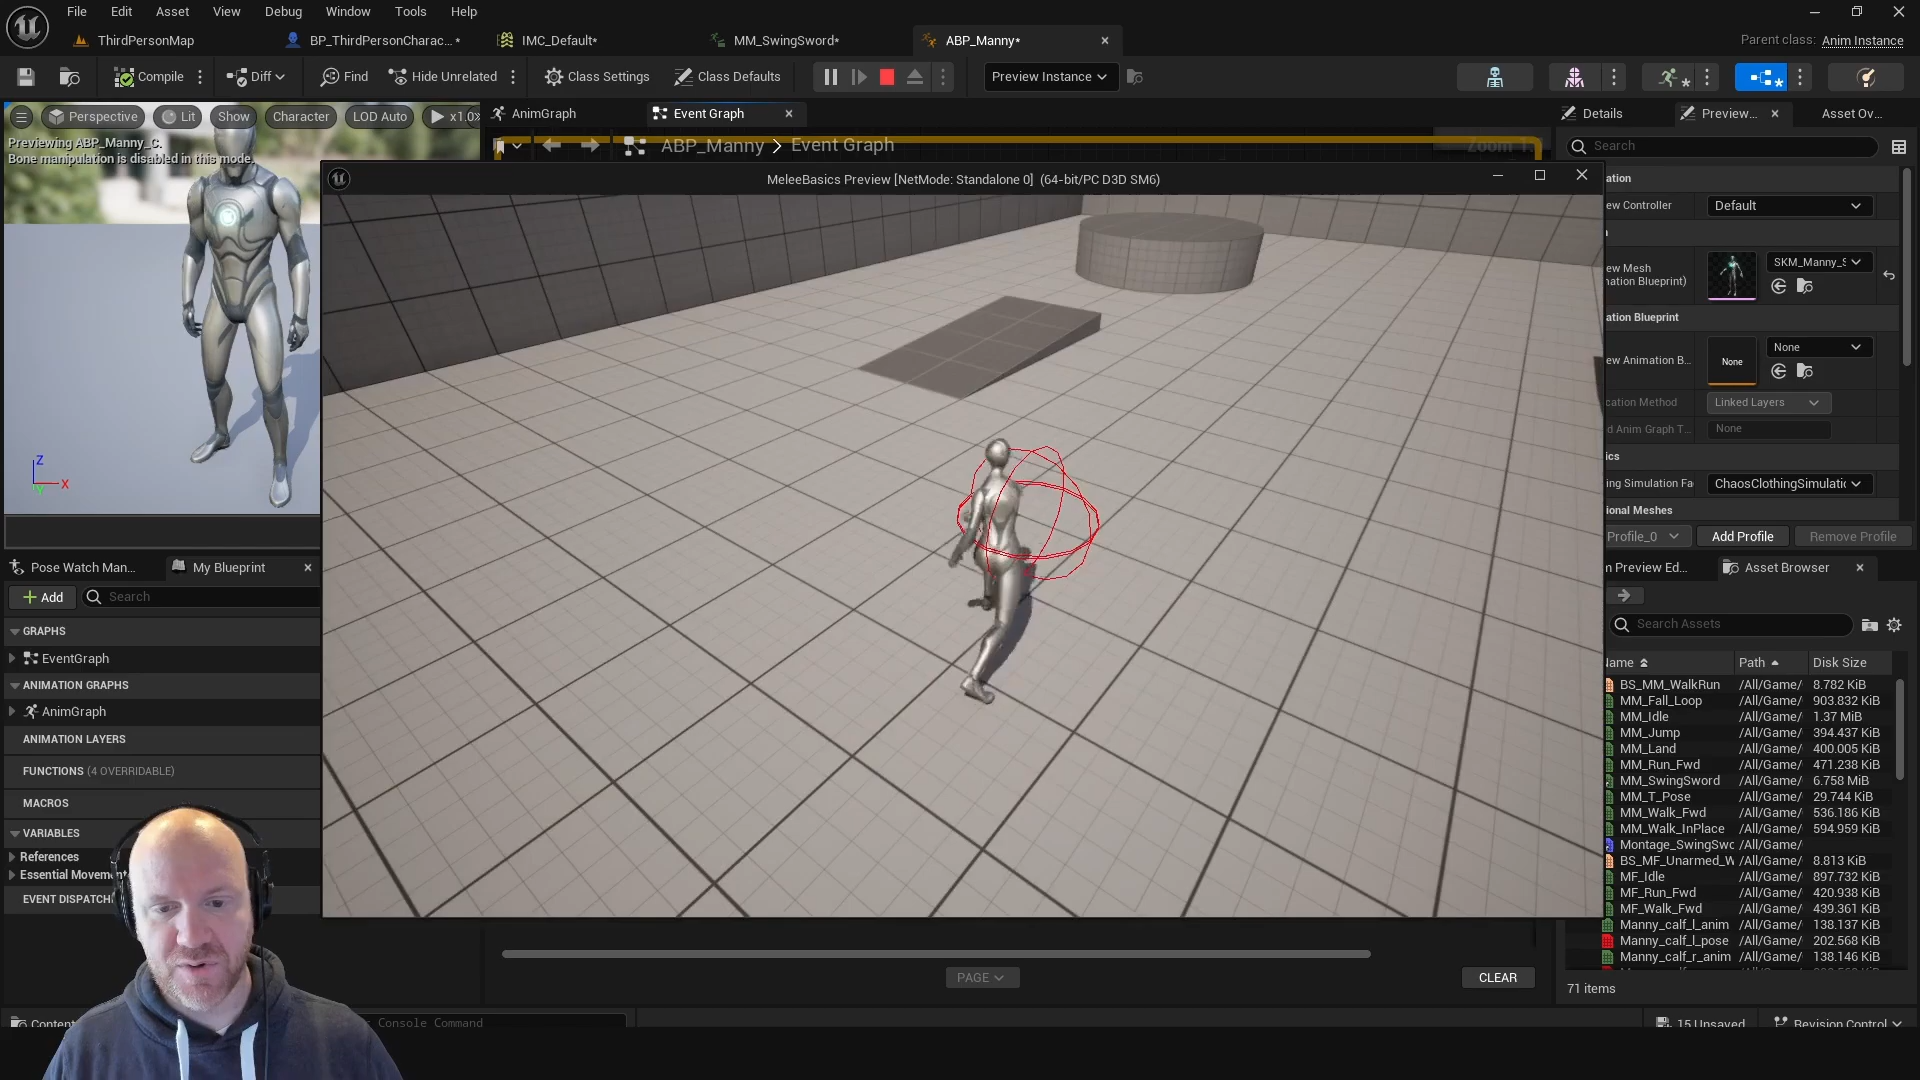 File Edit Asset View Debug Window Tools Help
ThirdPersonMap
BP_ThirdPersonCharac... *
IMC_Default*
MM_SwingSword*
ABP_Manny*
Parent class: Anim Instance
Compile
Diff
Find
Hide Unrelated
Class Settings
Class Defaults
Preview Instance
Perspective
Lit
Show
Character
LOD Auto
x1.0
AnimGraph
Event Graph
Details
Preview...
Asset Ov...
Previewing ABP_Manny_C.
Bone manipulation is disabled in this mode.
ABP_Manny > Event Graph
Zoom 1:
Search
MeleeBasics Preview [NetMode: Standalone 0] (64-bit/PC D3D SM6)
ation
ew Controller
Default
ew Mesh
nation Blueprint)
SKM_Manny_S
ation Blueprint
ew Animation B...
None
None
cation Method
Linked Layers
d Anim Graph T...
None
ics
ing Simulation Fa
ChaosClothingSimulatic
ional Meshes
Profile_0
Add Profile
Remove Profile
Z
X
Y
Pose Watch Man...
My Blueprint
m Preview Ed...
Asset Browser
Add
Search
Search Assets
GRAPHS
EventGraph
ANIMATION GRAPHS
AnimGraph
ANIMATION LAYERS
FUNCTIONS (4 OVERRIDABLE)
MACROS
VARIABLES
References
Essential Movement
EVENT DISPATCH
Name Path Disk Size
BS_MM_WalkRun /All/Game/ 8.782 KiB
MM_Fall_Loop /All/Game/ 903.832 KiB
MM_Idle /All/Game/ 1.37 MiB
MM_Jump /All/Game/ 394.437 KiB
MM_Land /All/Game/ 400.005 KiB
MM_Run_Fwd /All/Game/ 471.238 KiB
MM_SwingSword /All/Game/ 6.758 MiB
MM_T_Pose /All/Game/ 29.744 KiB
MM_Walk_Fwd /All/Game/ 536.186 KiB
MM_Walk_InPlace /All/Game/ 594.959 KiB
Montage_SwingSwc /All/Game/
BS_MF_Unarmed_W /All/Game/ 8.813 KiB
MF_Idle /All/Game/ 897.732 KiB
MF_Run_Fwd /All/Game/ 420.938 KiB
MF_Walk_Fwd /All/Game/ 439.361 KiB
Manny_calf_l_anim /All/Game/ 138.137 KiB
Manny_calf_l_pose /All/Game/ 202.568 KiB
Manny_calf_r_anim /All/Game/ 138.146 KiB
71 items
PAGE
CLEAR
Content
r Console Command
15 Unsaved
Revision Control